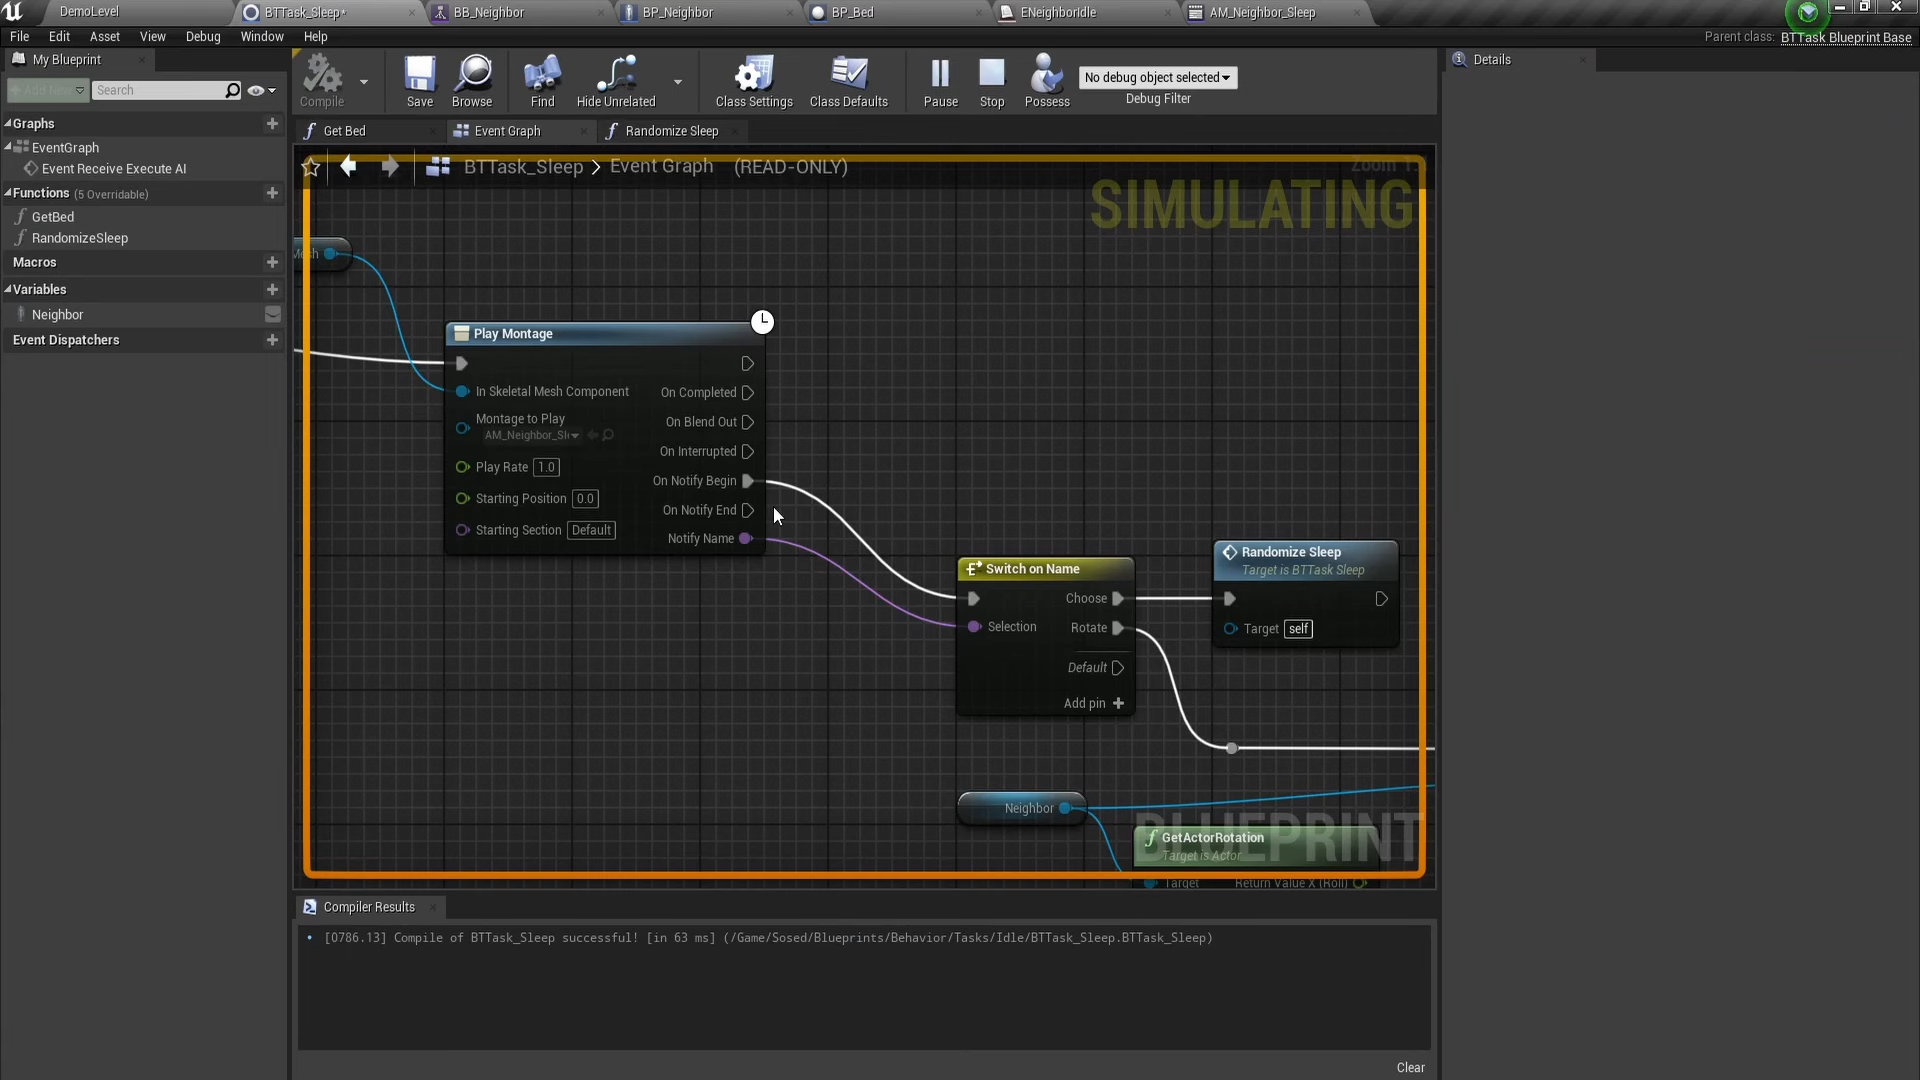 DemoLevel
BTTask_Sleep*
BB_Neighbor
BP_Neighbor
BP_Bed
ENeighborIdle
AM_Neighbor_Sleep
File
Edit
Asset
View
Debug
Window
Help
Parent class: BTTask Blueprint Base
My Blueprint
Search
Compile
Save
Browse
Find
Hide Unrelated
Class Settings
Class Defaults
Pause
Stop
Possess
No debug object selected
Debug Filter
Details
Graphs
EventGraph
Event Receive Execute AI
Functions (5 Overridable)
GetBed
RandomizeSleep
Macros
Variables
Neighbor
Event Dispatchers
Get Bed
Event Graph
Randomize Sleep
BTTask_Sleep > Event Graph (READ-ONLY)
SIMULATING
Mesh
Play Montage
In Skeletal Mesh Component
Montage to Play
AM_Neighbor_Sl
Play Rate 1.0
Starting Position 0.0
Starting Section Default
On Completed
On Blend Out
On Interrupted
On Notify Begin
On Notify End
Notify Name
Switch on Name
Selection
Choose
Rotate
Default
Add pin +
Randomize Sleep
Target is BTTask Sleep
Target self
Neighbor
BLUEPRINT
GetActorRotation
Target is Actor
Target
Return Value X (Roll)
Compiler Results
• [0786.13] Compile of BTTask_Sleep successful! [in 63 ms] (/Game/Sosed/Blueprints/Behavior/Tasks/Idle/BTTask_Sleep.BTTask_Sleep)
Clear